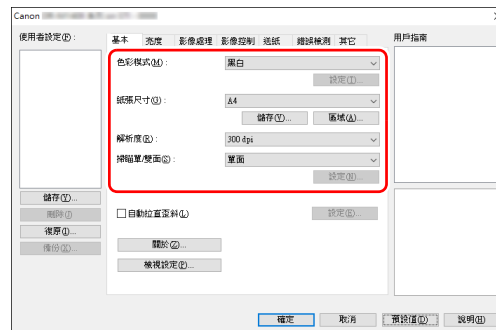 Canon
使用者設定(P):
基本 亮度 影像處理 影像控制 送紙 錯誤檢測 其它
用戶指南
色彩模式(M):
黑白
設定(T)...
紙張尺寸(G):
A4
儲存(Y)... 區域(A)...
解析度(R):
300 dpi
掃瞄單/雙面(S):
單面
設定(N)...
儲存(V)...
刪除(J)
復原(I)...
備份(X)...
自動拉直歪斜(L)
設定(E)...
關於(Z)...
檢視設定(P)...
確定 取消 預設值(D) 說明(H)